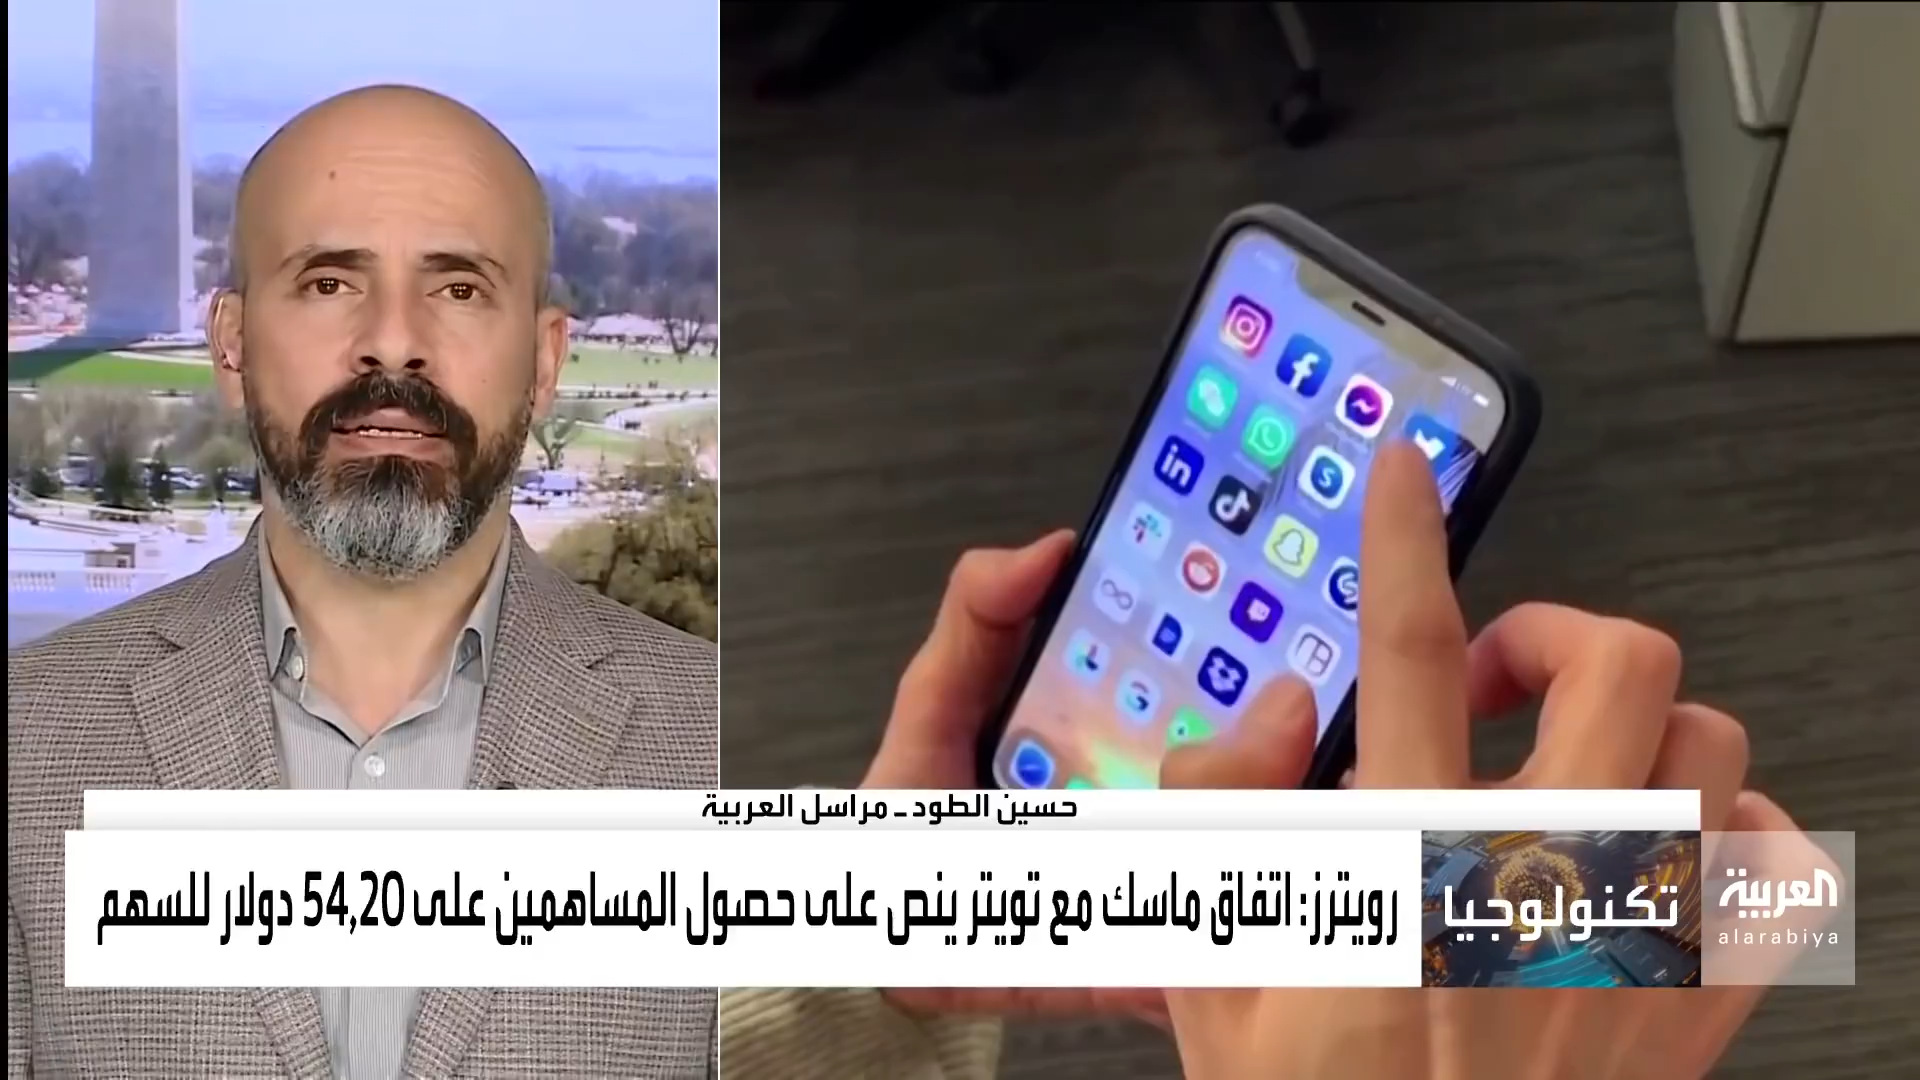 حسين الطود ـ مراسل العربية
رويترز: اتفاق ماسك مع تويتر ينص على حصول المساهمين على 54,20 دولار للسهم
تكنولوجيا
العربية
alarabiya